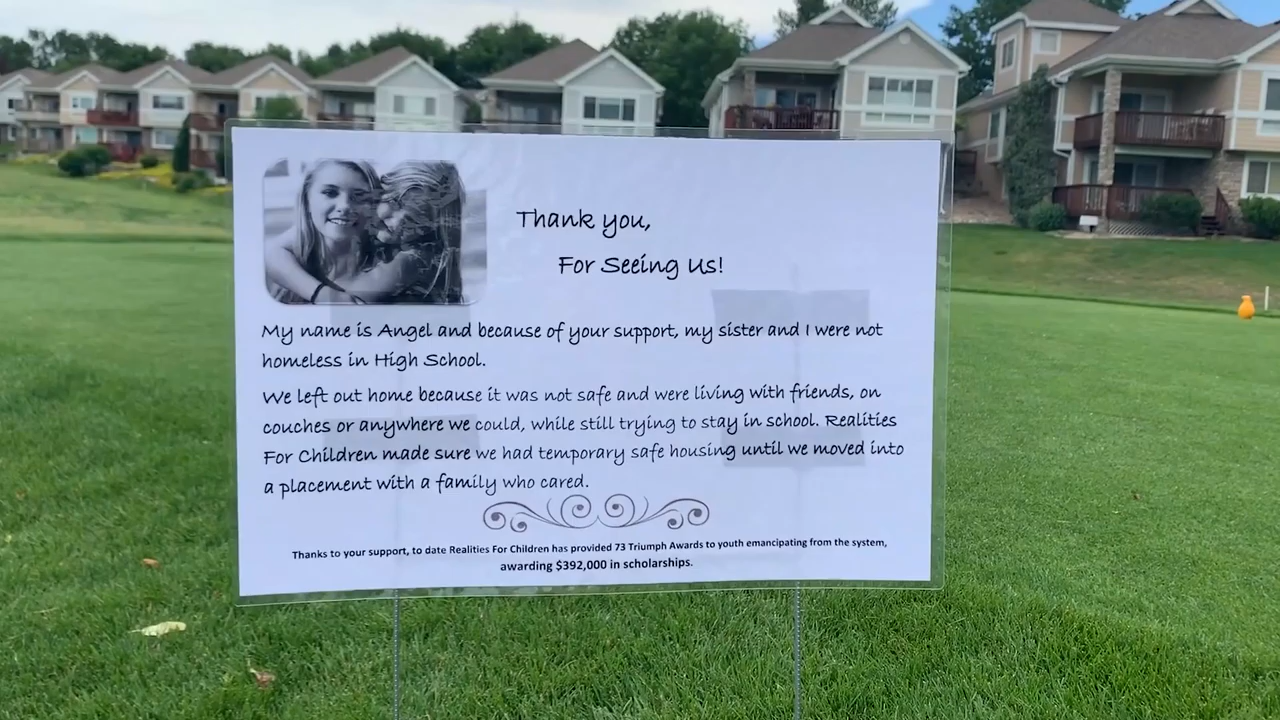 Thank you,
For Seeing Us!
My name is Angel and because of your support, my sister and I were not
homeless in High School.
We left out home because it was not safe and were living with friends, on
couches or anywhere we could, while still trying to stay in school. Realities
For Children made sure we had temporary safe housing until we moved into
a placement with a family who cared.
Thanks to your support, to date Realities For Children has provided 73 Triumph Awards to youth emancipating from the system,
awarding $392,000 in scholarships.